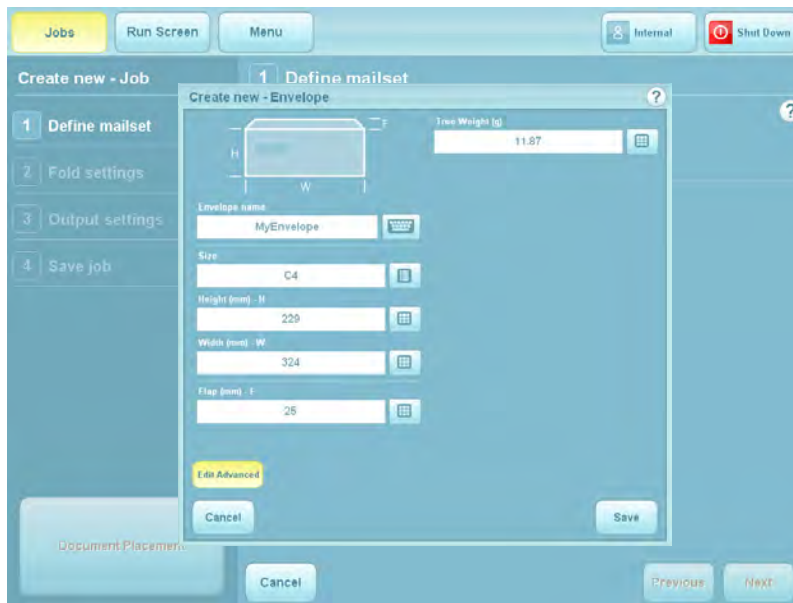 Jobs
Run Screen
Menu
Internal
Shut Down
Create new - Job
1 Define mailset
1 Define mailset
2 Fold settings
3 Output settings
4 Save job
Document Placement
Create new - Envelope
?
?
F
H
W
True Weight (g)
11.87
Envelope name
MyEnvelope
Size
C4
Height (mm) - H
229
Width (mm) - W
324
Flap (mm) - F
25
Edit Advanced
Cancel
Save
Cancel
Previous
Next